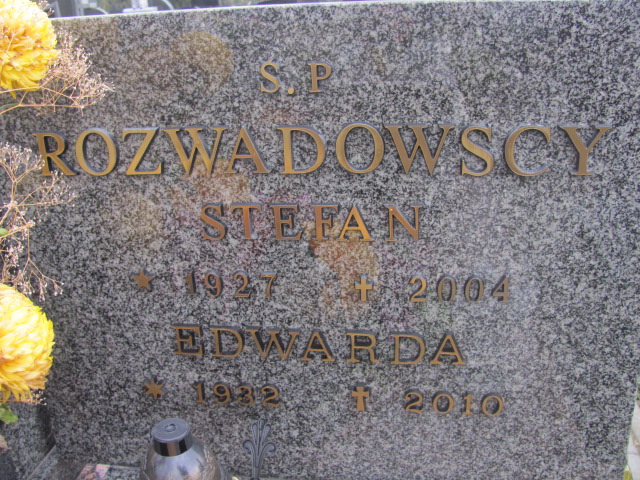 S.P
ROZWADOWSCY
STEFAN
★ 1927 ✝ 2004
EDWARDA
★ 1932 ✝ 2010